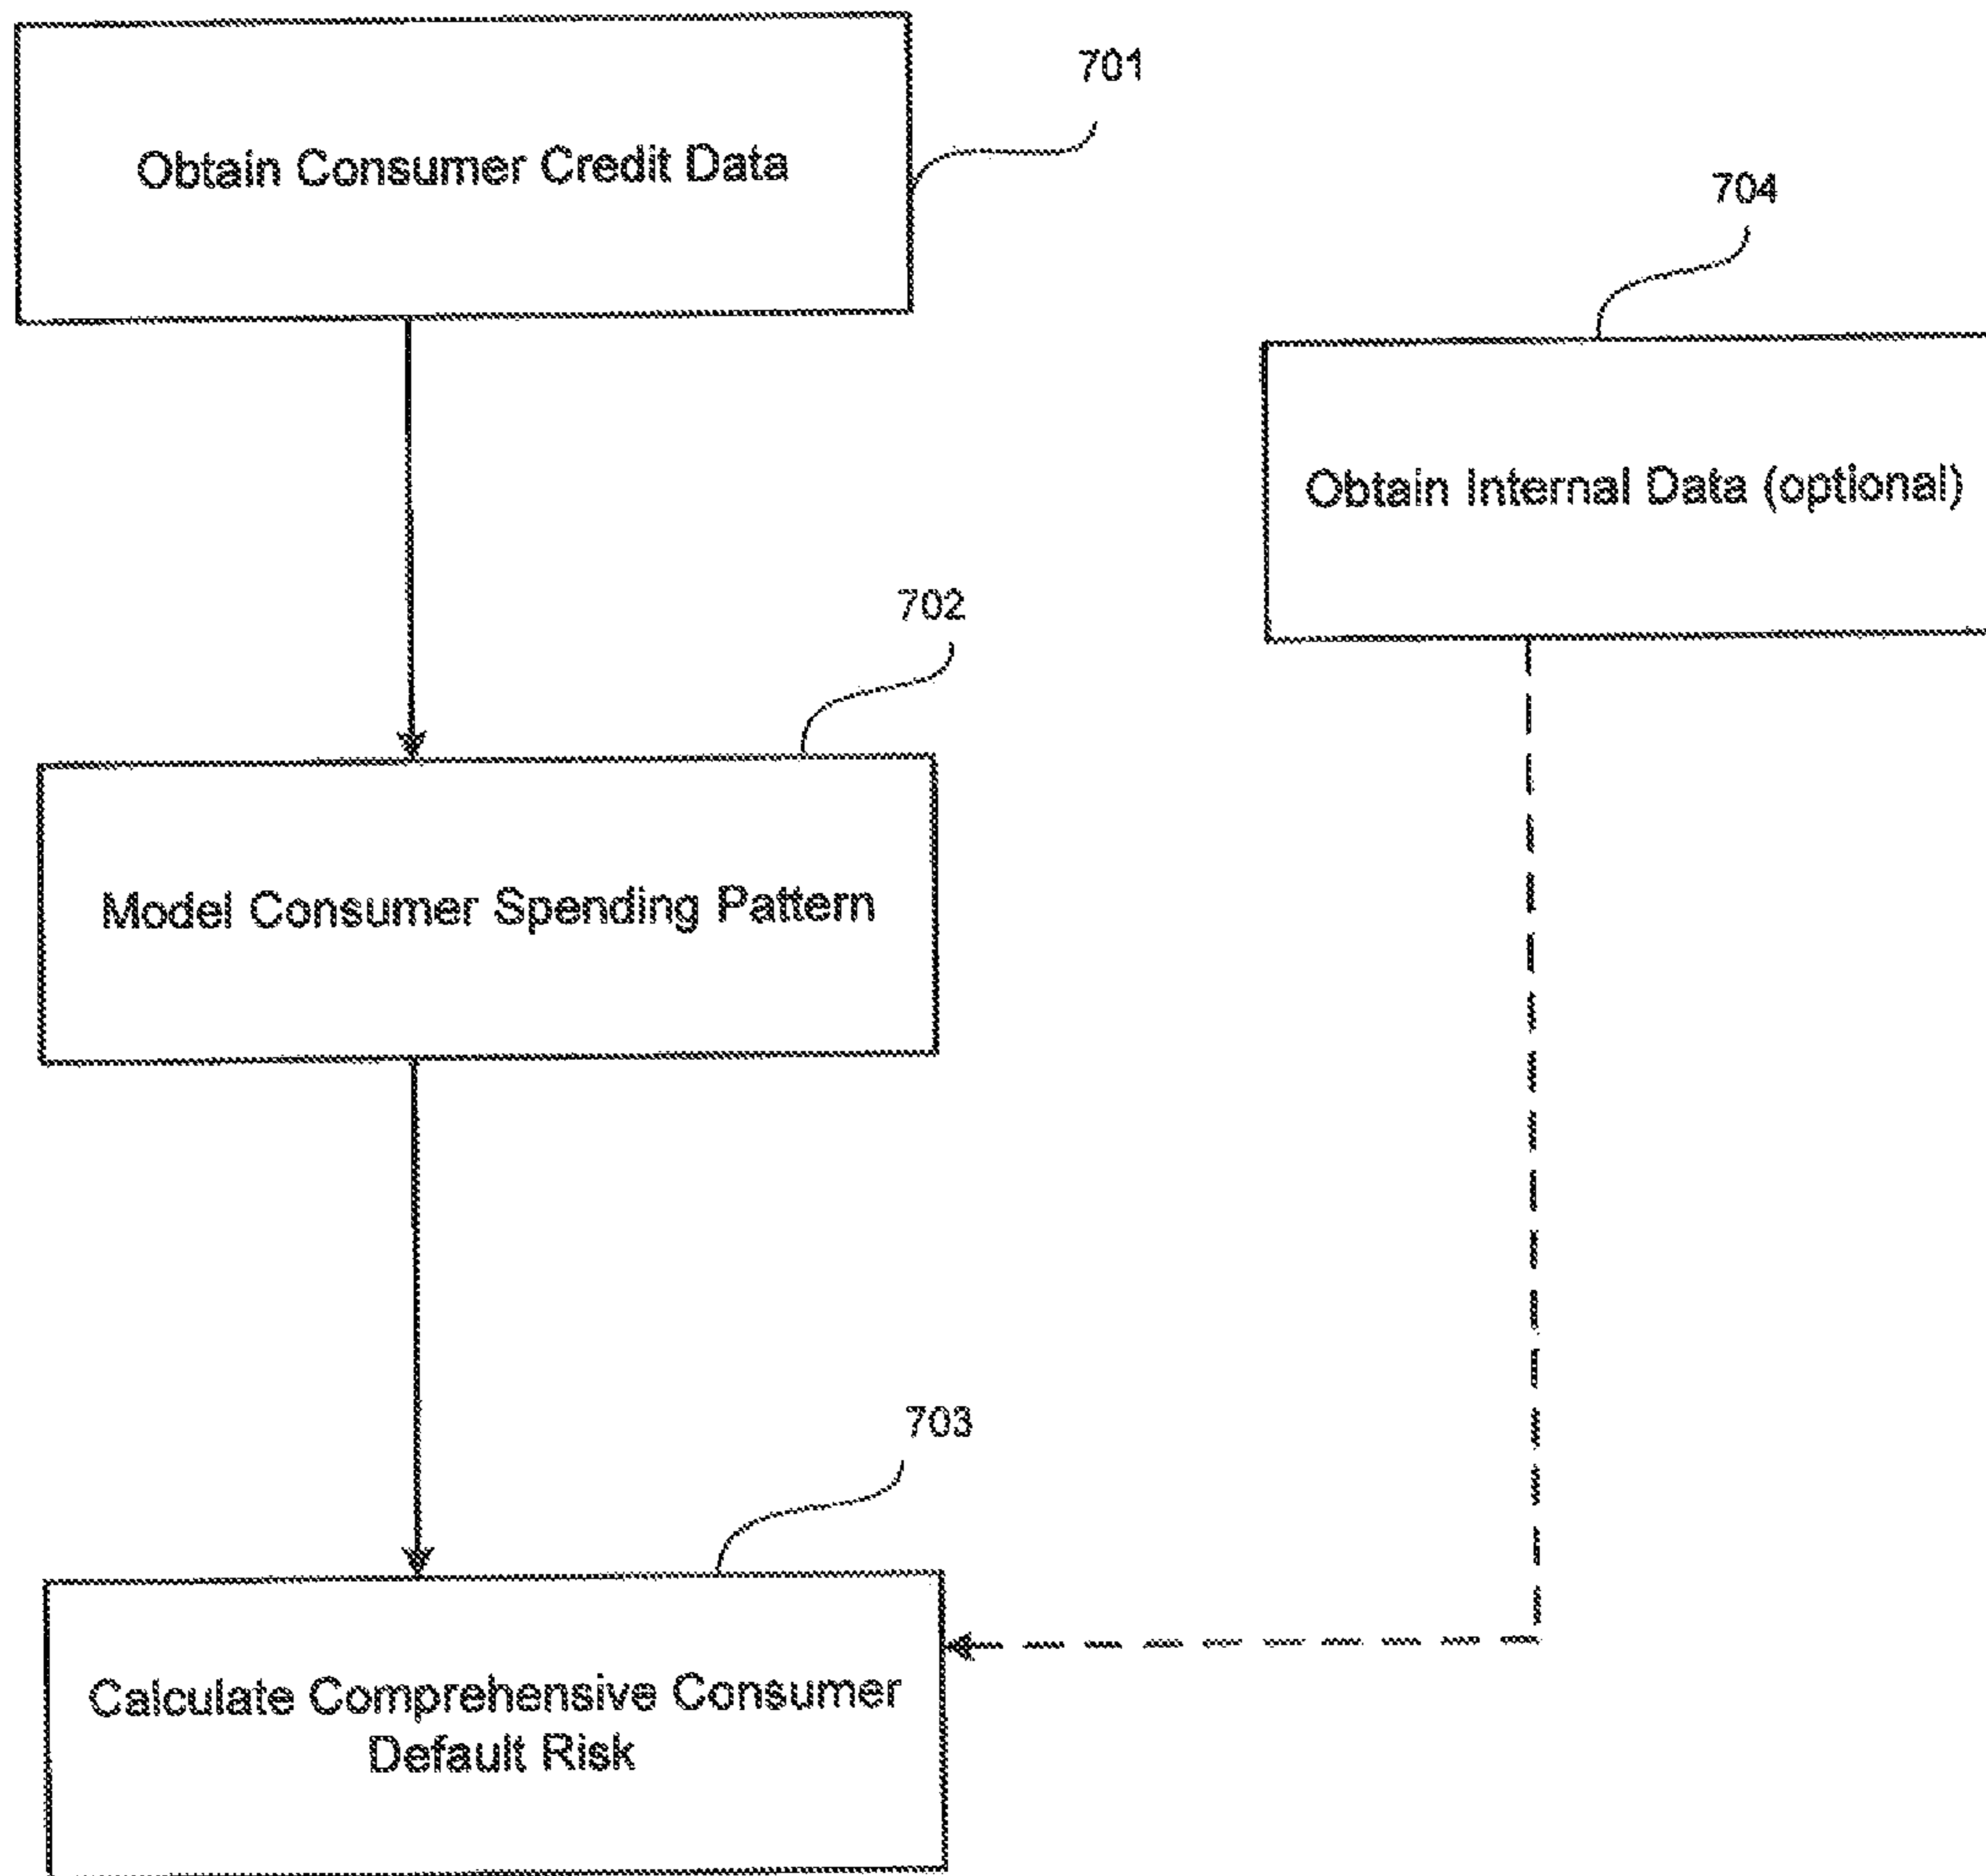 701
Obtain Consumer Credit Data
704
Obtain Internal Data (optional)
702
Model Consumer Spending Pattern
703
Calculate Comprehensive Consumer
Default Risk